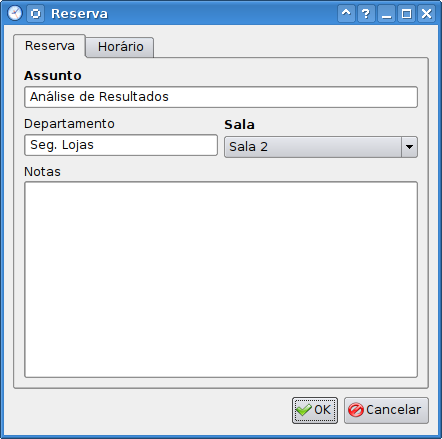 Reserva
Reserva Horário
Assunto
Análise de Resultados
Departamento Sala
Seg. Lojas Sala 2
Notas
OK Cancelar